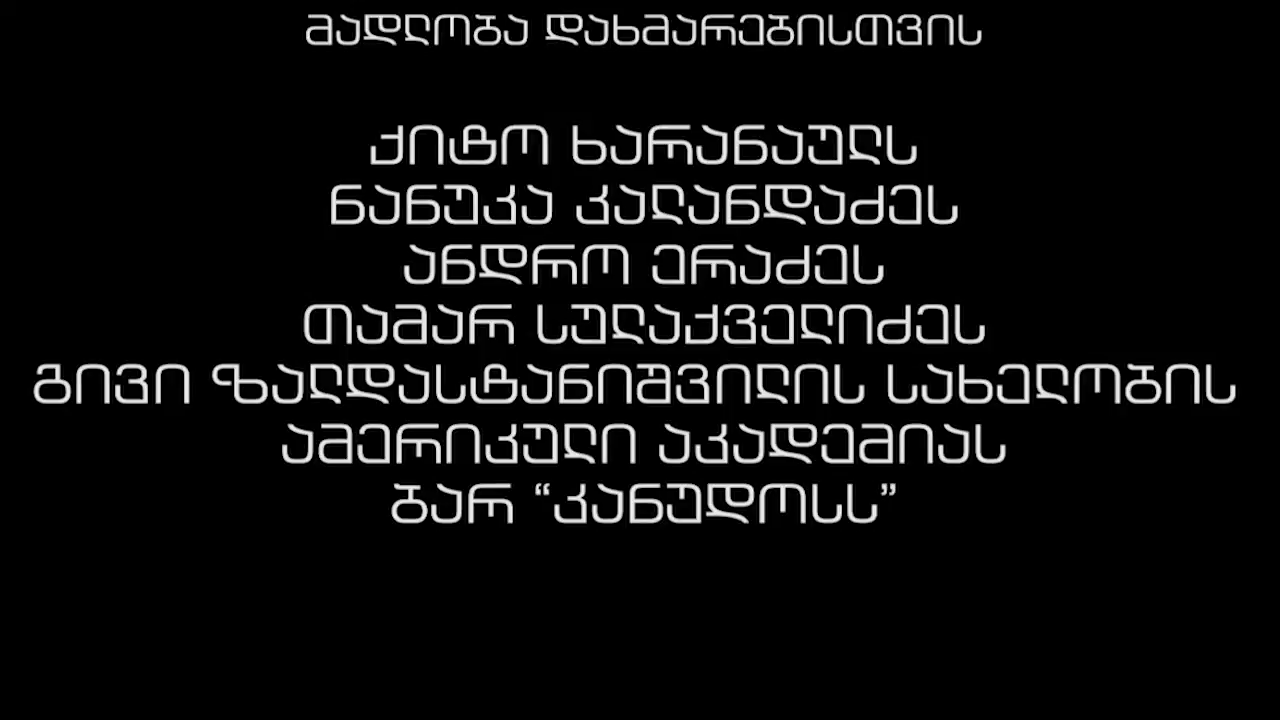 მადლობა დახმარებისთვის
ქიტო ხარანაულს
ნანუკა კალანდაძეს
ანდრო ერაძეს
თამარ სულაქველიძეს
გივი ზალდასტანიშვილის სახელობის
ამერიკული აკადემიას
ბარ “კანუდოსს”